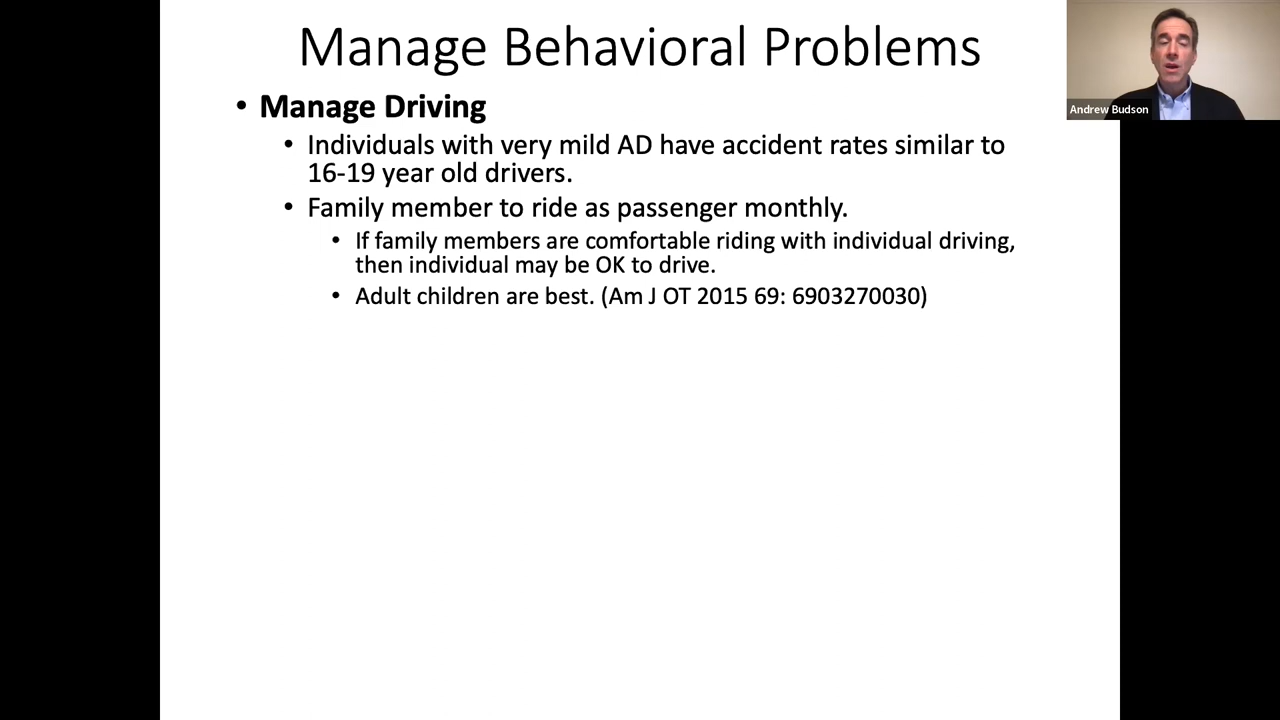 Manage Behavioral Problems
Andrew Budson
• Manage Driving
• Individuals with very mild AD have accident rates similar to
16-19 year old drivers.
• Family member to ride as passenger monthly.
• If family members are comfortable riding with individual driving,
then individual may be OK to drive.
• Adult children are best. (Am J OT 2015 69: 6903270030)